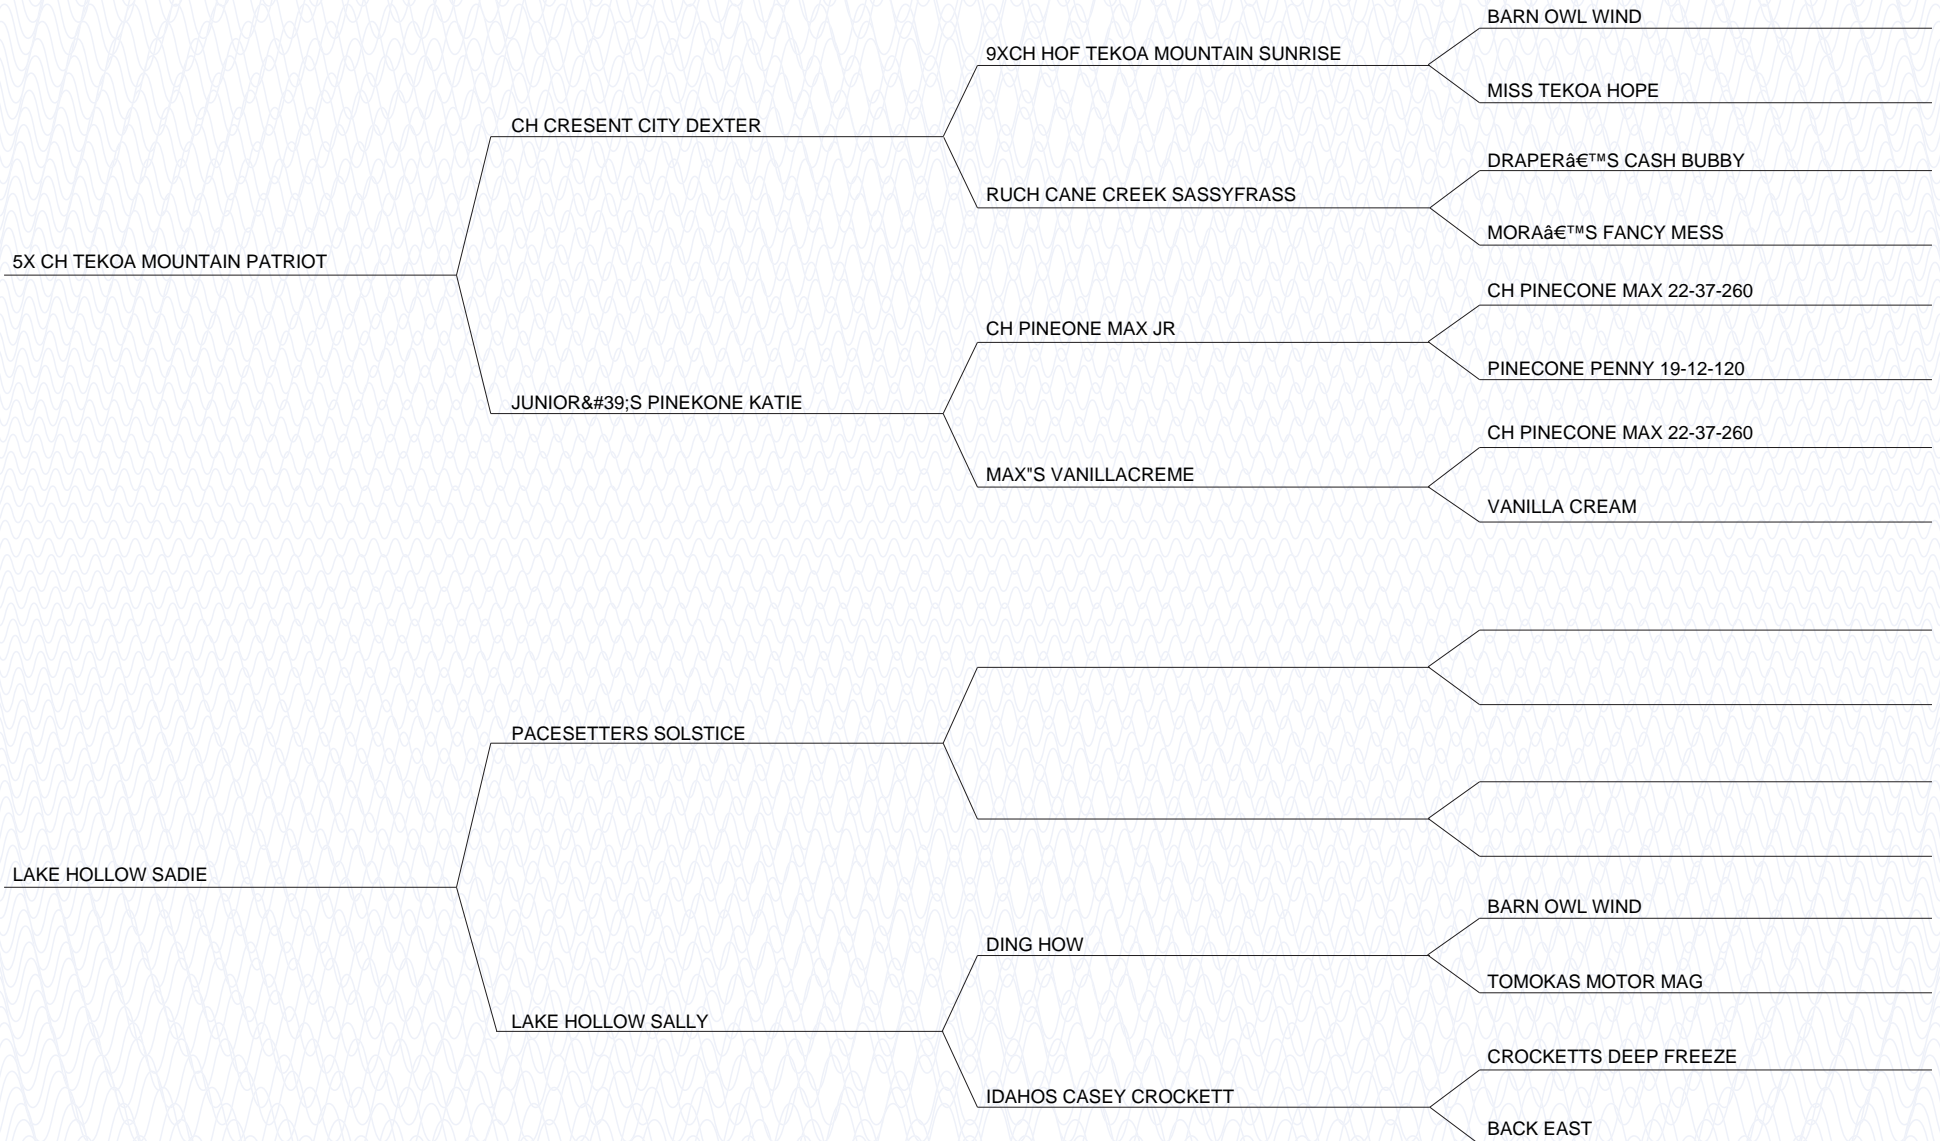 BARN OWL WIND
9XCH HOF TEKOA MOUNTAIN SUNRISE
MISS TEKOA HOPE
CH CRESENT CITY DEXTER
DRAPERâ€™S CASH BUBBY
RUCH CANE CREEK SASSYFRASS
MORAâ€™S FANCY MESS
5X CH TEKOA MOUNTAIN PATRIOT
CH PINECONE MAX 22-37-260
CH PINEONE MAX JR
PINECONE PENNY 19-12-120
JUNIOR&#39;S PINEKONE KATIE
CH PINECONE MAX 22-37-260
MAX"S VANILLACREME
VANILLA CREAM
PACESETTERS SOLSTICE
LAKE HOLLOW SADIE
BARN OWL WIND
DING HOW
TOMOKAS MOTOR MAG
LAKE HOLLOW SALLY
CROCKETTS DEEP FREEZE
IDAHOS CASEY CROCKETT
BACK EAST